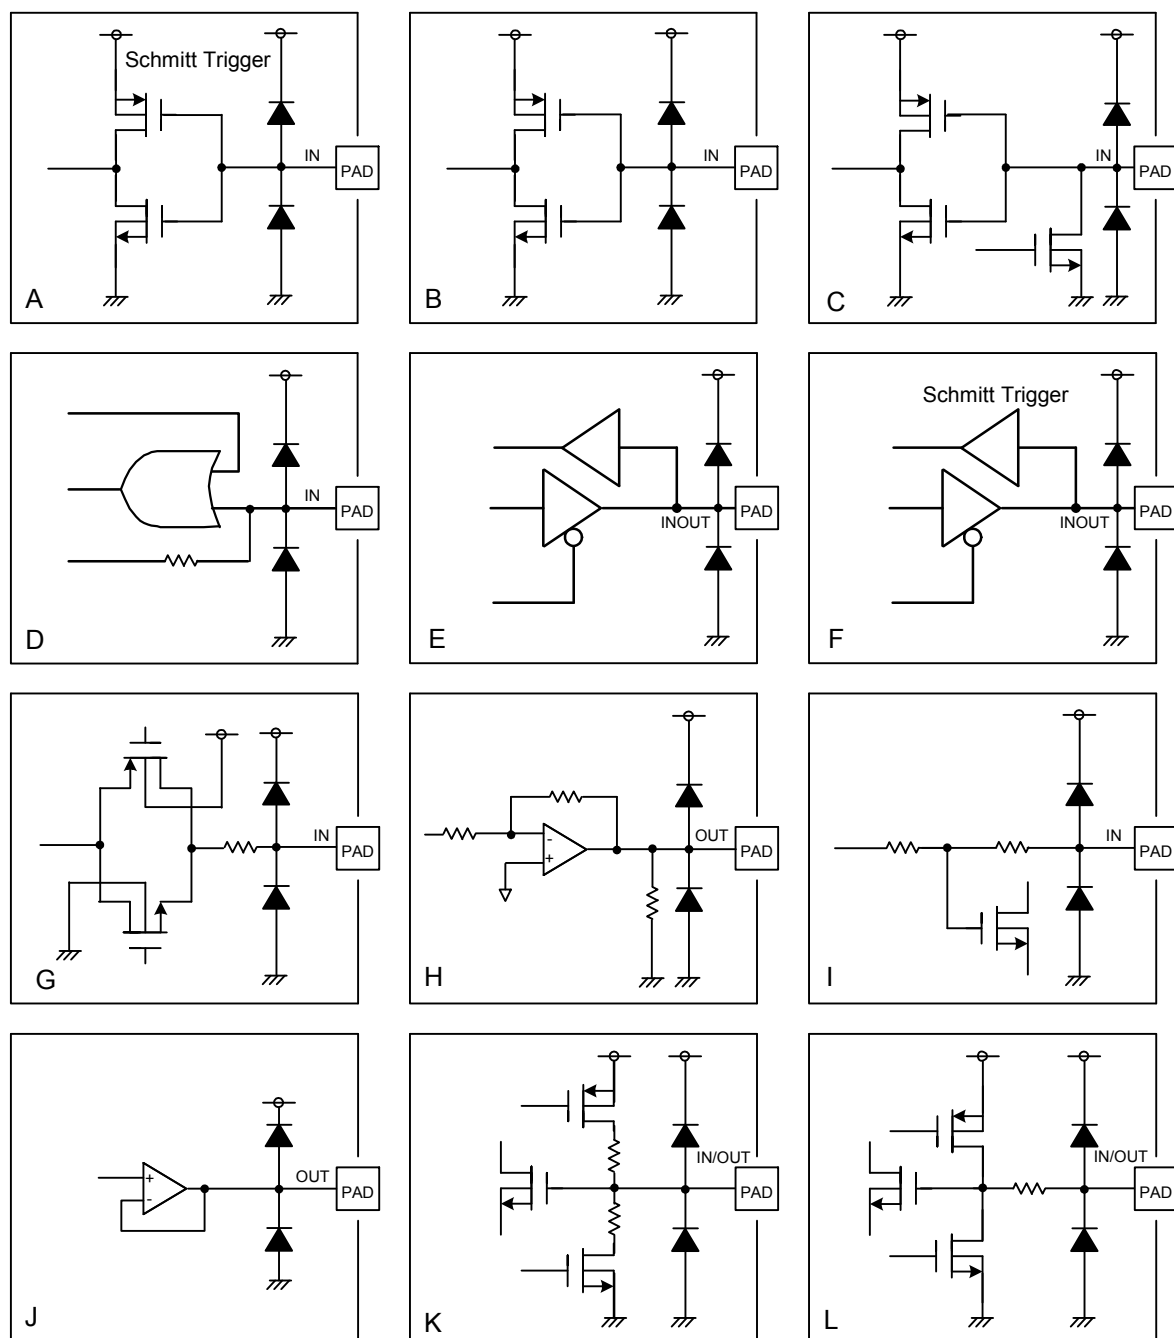 Schmitt Trigger
IN
PAD
A
IN
PAD
B
IN
PAD
C
IN
PAD
D
INOUT
PAD
E
Schmitt Trigger
INOUT
PAD
F
IN
PAD
G
-
+
OUT
PAD
H
IN
PAD
I
+
-
OUT
PAD
J
IN/OUT
PAD
K
IN/OUT
PAD
L